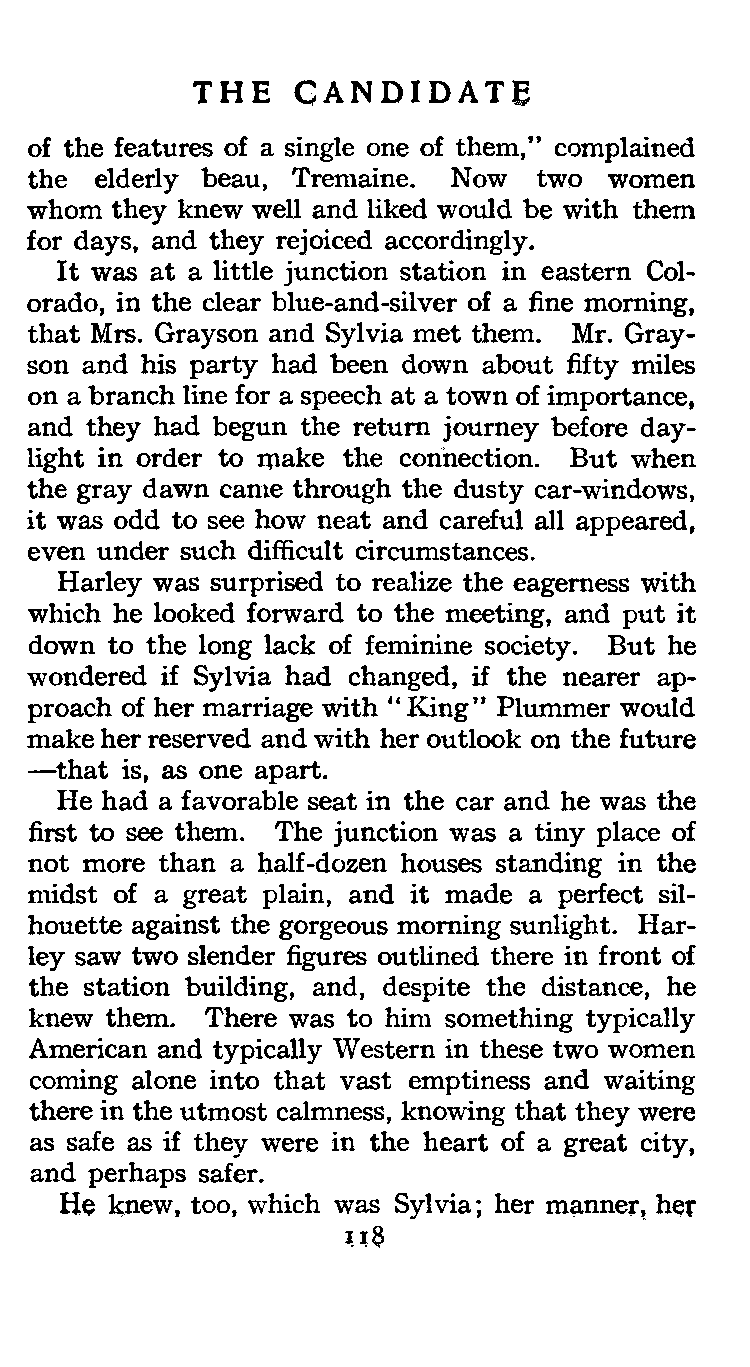 THE CANDIDATE
of the features of a single one of them," complained
the elderly beau, Tremaine. Now two women
whom they knew well and liked would be with them
for days, and they rejoiced accordingly.
It was at a little junction station in eastern Col-
orado, in the clear blue-and-silver of a fine morning,
that Mrs. Grayson and Sylvia met them. Mr. Gray-
son and his party had been down about fifty miles
on a branch line for a speech at a town of importance,
and they had begun the return journey before day-
light in order to make the connection. But when
the gray dawn came through the dusty car-windows,
it was odd to see how neat and careful all appeared,
even under such difficult circumstances.
Harley was surprised to realize the eagerness with
which he looked forward to the meeting, and put it
down to the long lack of feminine society. But he
wondered if Sylvia had changed, if the nearer ap-
proach of her marriage with "King" Plummer would
make her reserved and with her outlook on the future
—that is, as one apart.
He had a favorable seat in the car and he was the
first to see them. The junction was a tiny place of
not more than a half-dozen houses standing in the
midst of a great plain, and it made a perfect sil-
houette against the gorgeous morning sunlight. Har-
ley saw two slender figures outlined there in front of
the station building, and, despite the distance, he
knew them. There was to him something typically
American and typically Western in these two women
coming alone into that vast emptiness and waiting
there in the utmost calmness, knowing that they were
as safe as if they were in the heart of a great city,
and perhaps safer.
He knew, too, which was Sylvia; her manner, her
118